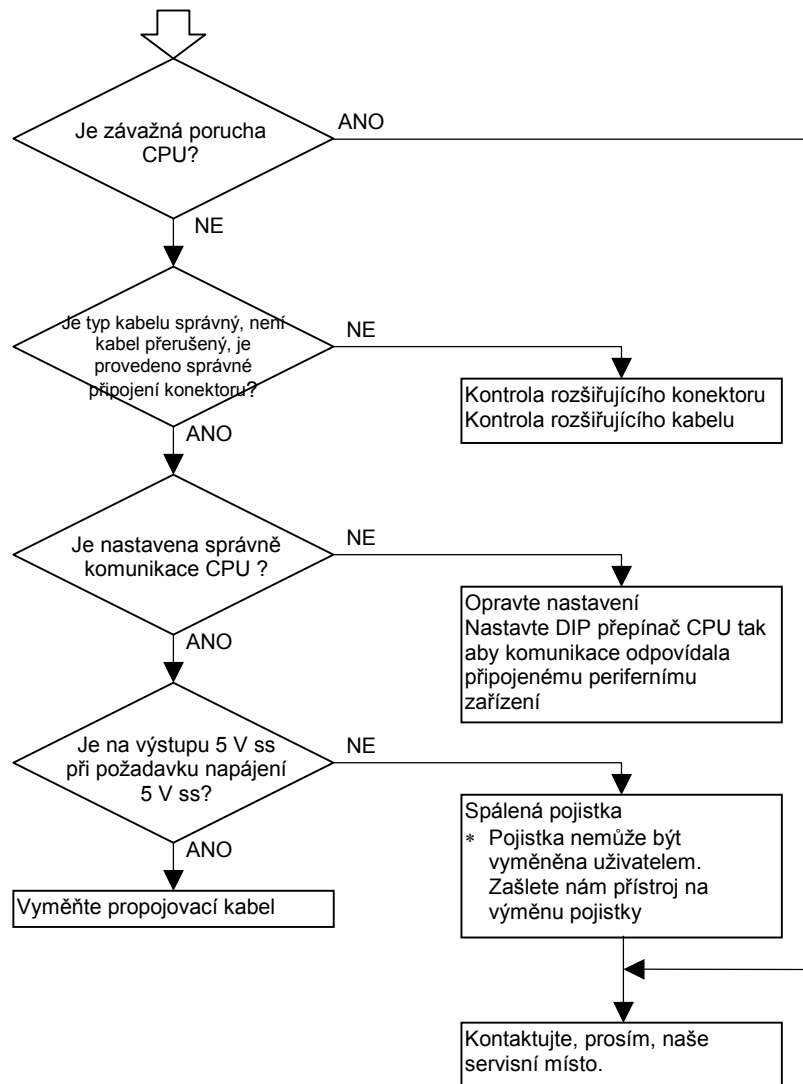 Je závažná porucha
CPU?
ANO
NE
Je typ kabelu správný, není
kabel přerušený, je
provedeno správné
připojení konektoru?
NE
Kontrola rozšiřujícího konektoru
Kontrola rozšiřujícího kabelu
ANO
Je nastavena správně
komunikace CPU ?
NE
Opravte nastavení
Nastavte DIP přepínač CPU tak
aby komunikace odpovídala
připojenému perifernímu
zařízení
ANO
Je na výstupu 5 V ss
při požadavku napájení
5 V ss?
NE
Spálená pojistka
* Pojistka nemůže být
vyměněna uživatelem.
Zašlete nám přístroj na
výměnu pojistky
ANO
Vyměňte propojovací kabel
Kontaktujte, prosím, naše
servisní místo.